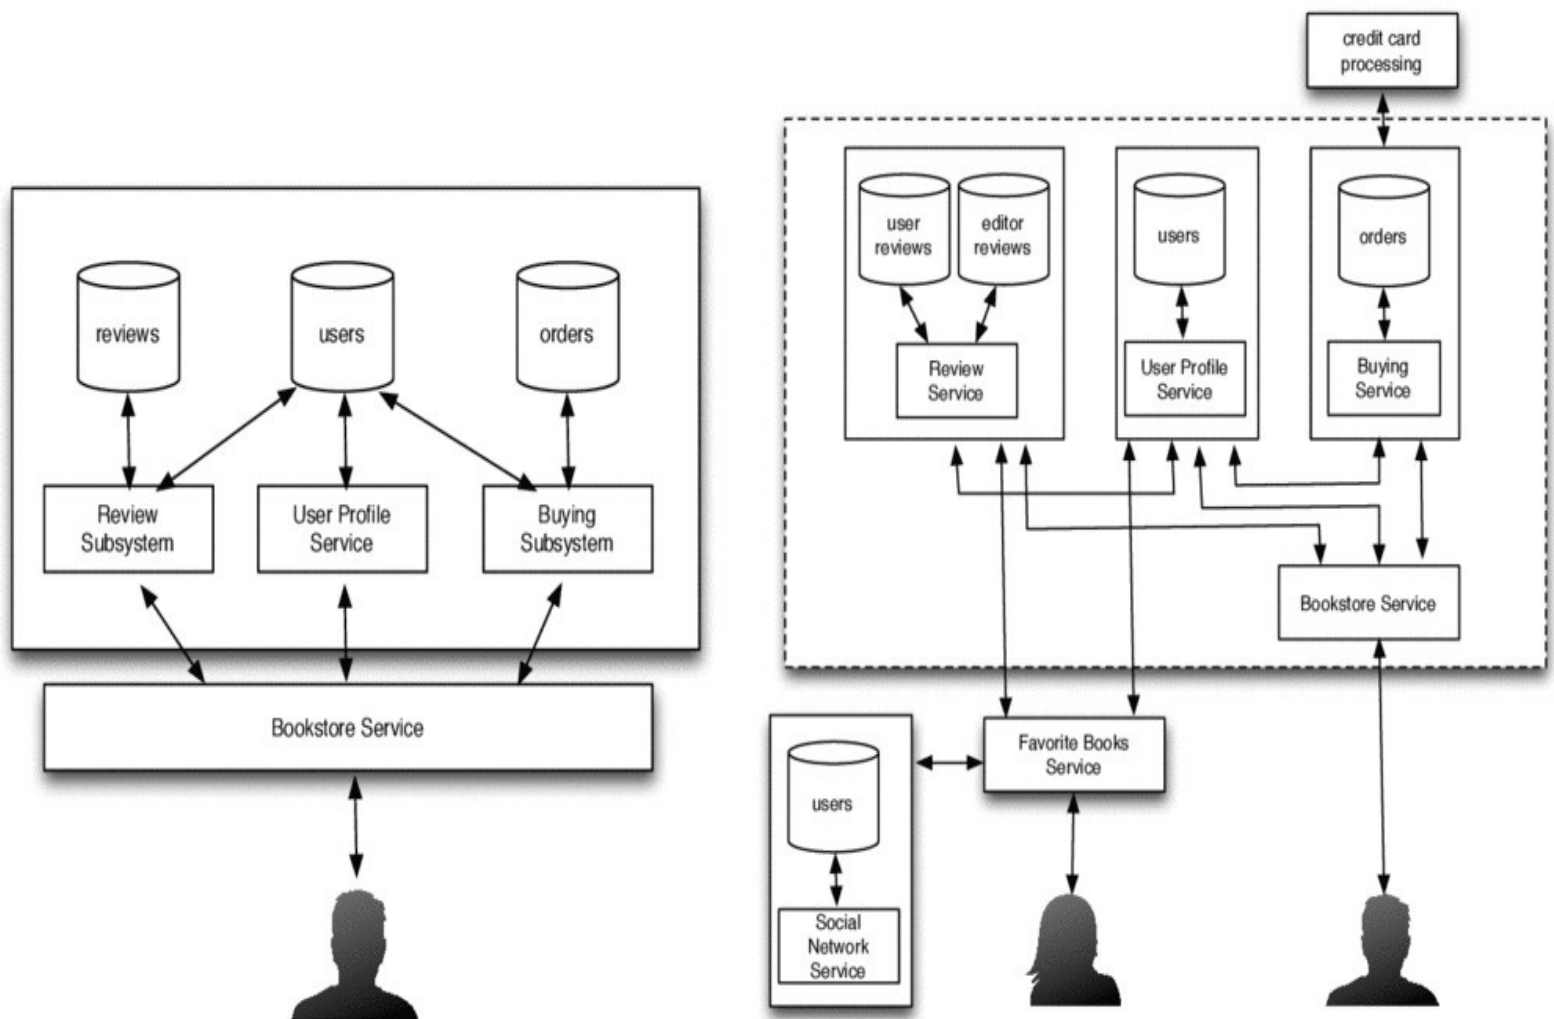 reviews
users
orders
Review
Subsystem
User Profile
Service
Buying
Subsystem
Bookstore Service
credit card
processing
user
reviews
editor
reviews
users
orders
Review
Service
User Profile
Service
Buying
Service
Bookstore Service
Favorite Books
Service
users
Social
Network
Service